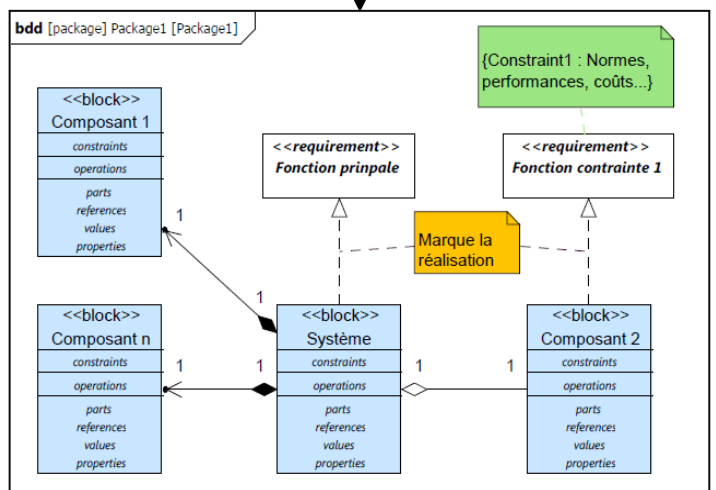 bdd [package] Package1 [Package1]
{Constraint1 : Normes,
performances, coûts...}
<<block>>
Composant 1
constraints
operations
parts
references
values
properties
<<requirement>>
Fonction prinpale
<<requirement>>
Fonction contrainte 1
1
Marque la
réalisation
1
<<block>>
Composant n
constraints
operations
parts
references
values
properties
1
1
<<block>>
Système
constraints
operations
parts
references
values
properties
1
1
<<block>>
Composant 2
constraints
operations
parts
references
values
properties